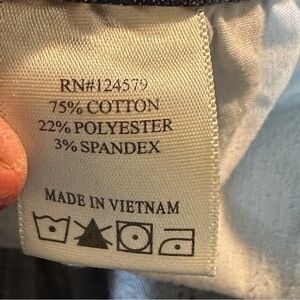 RN#124579
75% COTTON
22% POLYESTER
3% SPANDEX
MADE IN VIETNAM